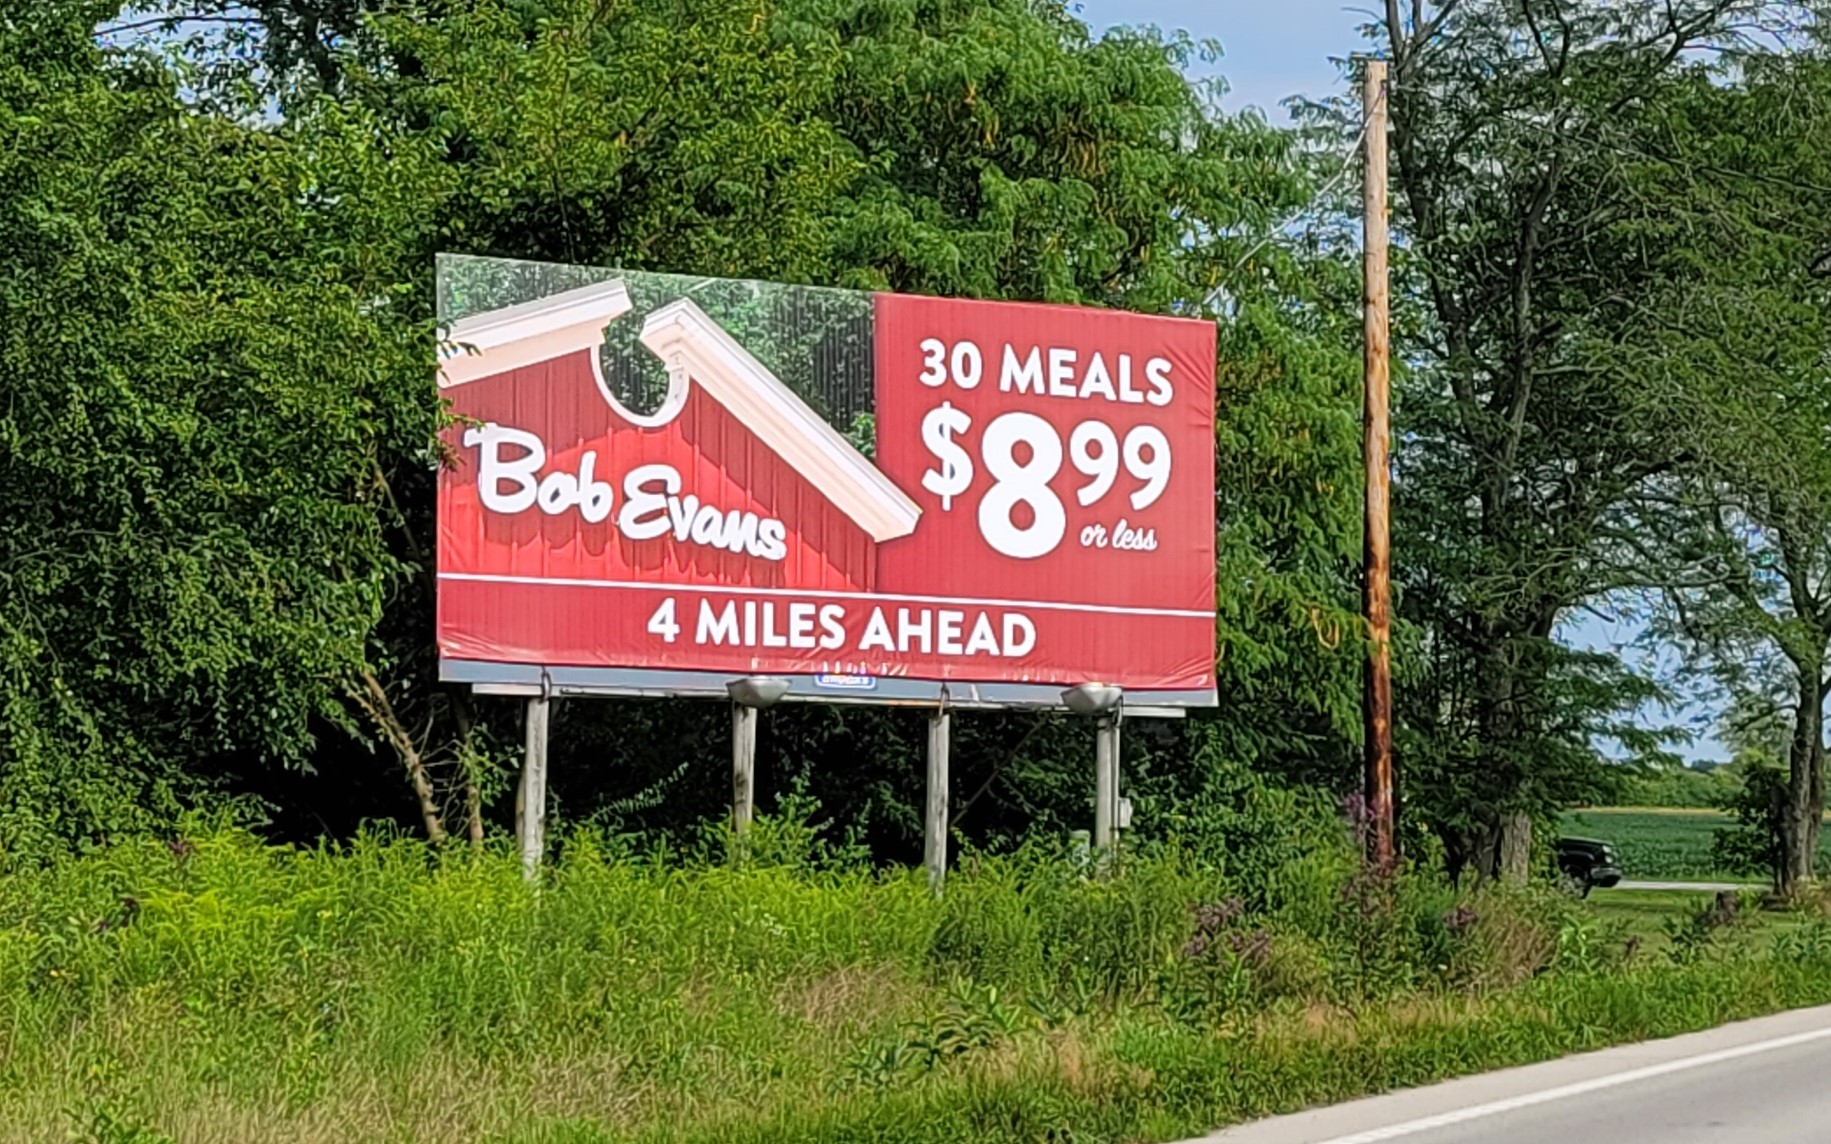 Bob Evans
30 MEALS
$8.99
or less
4 MILES AHEAD